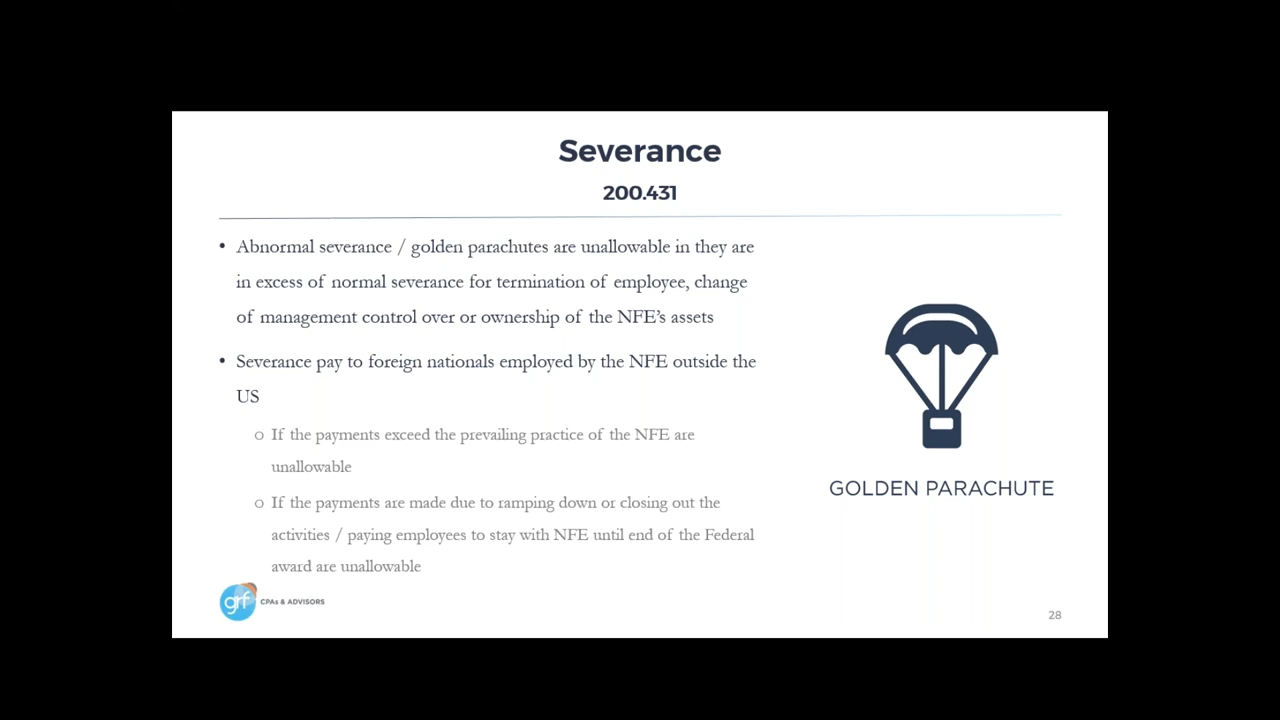 Severance
200.431
• Abnormal severance / golden parachutes are unallowable in they are
in excess of normal severance for termination of employee, change
of management control over or ownership of the NFE’s assets
• Severance pay to foreign nationals employed by the NFE outside the
US
o If the payments exceed the prevailing practice of the NFE are
unallowable
o If the payments are made due to ramping down or closing out the
activities / paying employees to stay with NFE until end of the Federal
award are unallowable
GOLDEN PARACHUTE
grf CPAs & ADVISORS
28